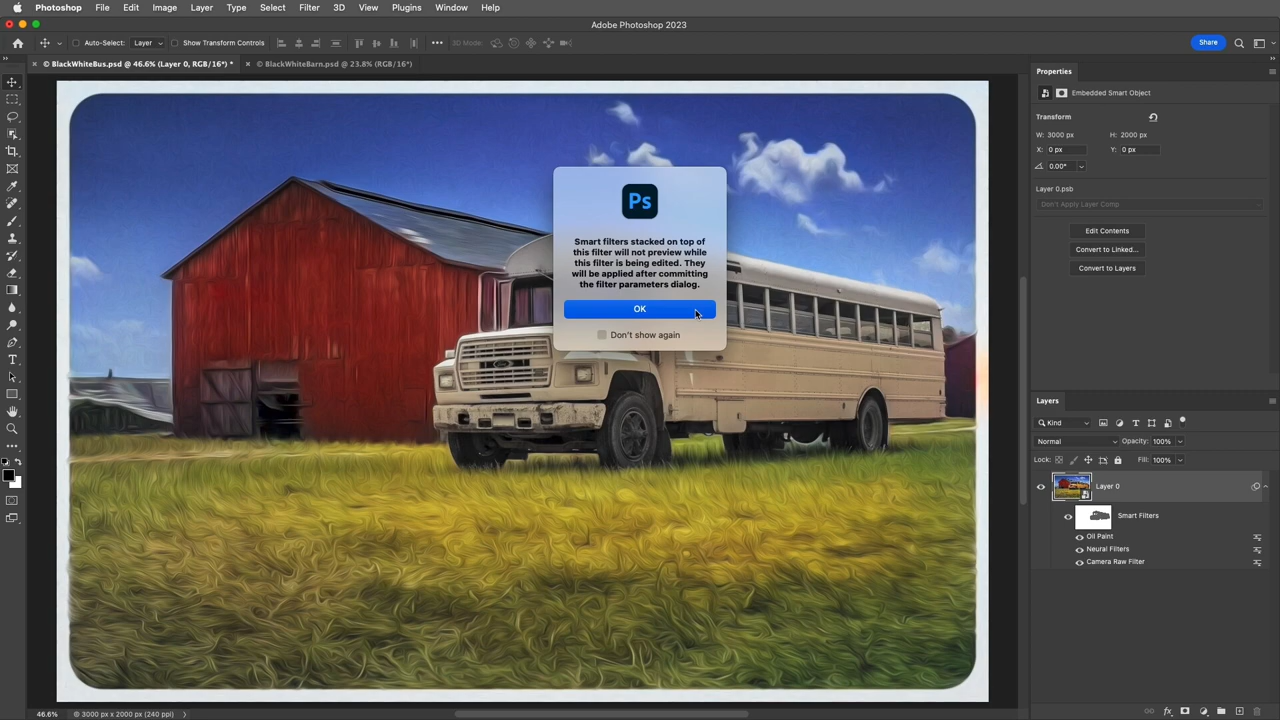 Photoshop File Edit Image Layer Type Select Filter 3D View Plugins Window Help
Adobe Photoshop 2023
Auto-Select: Layer Show Transform Controls ••• 3D Mode: Share
© BlackWhiteBus.psd @ 46.6% (Layer 0, RGB/16*) * © BlackWhiteBarn.psd @ 23.8% (RGB/16*)
Ps
Smart filters stacked on top of
this filter will not preview while
this filter is being edited. They
will be applied after committing
the filter parameters dialog.
OK
Don't show again
Properties
Embedded Smart Object
Transform
W: 3000 px H: 2000 px
X: 0 px Y: 0 px
0.00°
Layer 0.psb
Don't Apply Layer Comp
Edit Contents
Convert to Linked...
Convert to Layers
Layers
Kind
Normal Opacity: 100%
Lock: Fill: 100%
Layer 0
Smart Filters
Oil Paint
Neural Filters
Camera Raw Filter
46.6% 3000 px x 2000 px (240 ppi)